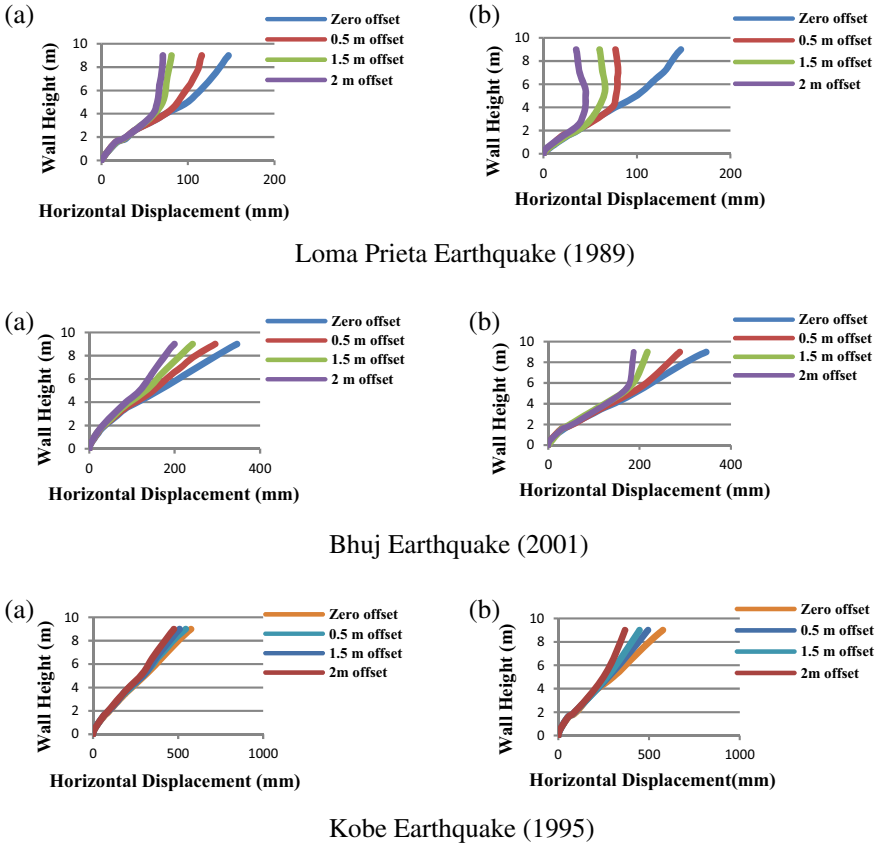 (a)
Wall Height (m)
10
8
6
4
2
0
0 100 200
Horizontal Displacement (mm)
Zero offset
0.5 m offset
1.5 m offset
2 m offset
(b)
Wall Height (m)
10
8
6
4
2
0
0 100 200
Horizontal Displacement (mm)
Zero offset
0.5 m offset
1.5 m offset
2 m offset
Loma Prieta Earthquake (1989)
(a)
Wall Height (m)
10
8
6
4
2
0
0 200 400
Horizontal Displacement (mm)
Zero offset
0.5 m offset
1.5 m offset
2 m offset
(b)
Wall Height (m)
10
8
6
4
2
0
0 200 400
Horizontal Displacement (mm)
Zero offset
0.5 m offset
1.5 m offset
2m offset
Bhuj Earthquake (2001)
(a)
Wall Height (m)
10
8
6
4
2
0
0 500 1000
Horizontal Displacement (mm)
Zero offset
0.5 m offset
1.5 m offset
2m offset
(b)
Wall Height (m)
10
8
6
4
2
0
0 500 1000
Horizontal Displacement(mm)
Zero offset
0.5 m offset
1.5 m offset
2m offset
Kobe Earthquake (1995)